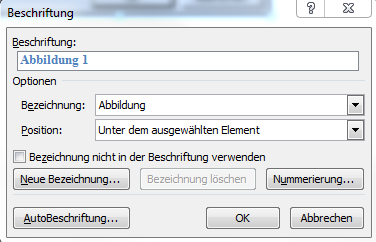 Beschriftung
Beschriftung:
Abbildung 1
Optionen
Bezeichnung: Abbildung
Position: Unter dem ausgewählten Element
Bezeichnung nicht in der Beschriftung verwenden
Neue Bezeichnung... Bezeichnung löschen Nummerierung...
AutoBeschriftung... OK Abbrechen